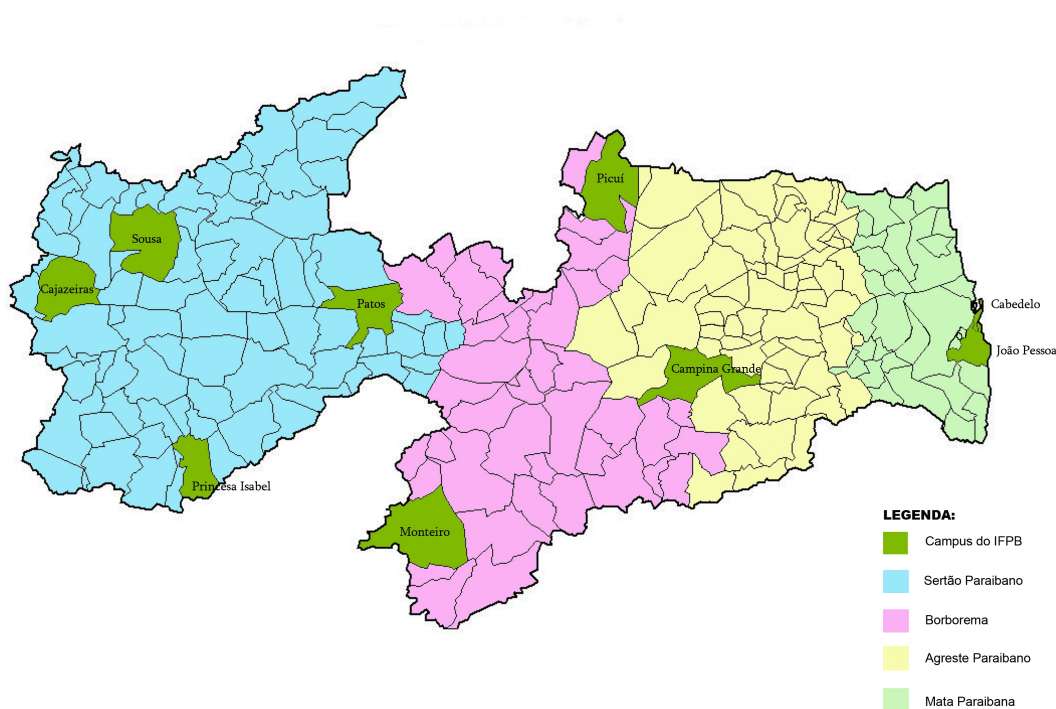 Picuí
Sousa
Cajazeiras
Patos
Cabedelo
João Pessoa
Campina Grande
Princesa Isabel
Monteiro
LEGENDA:
Campus do IFPB
Sertão Paraibano
Borborema
Agreste Paraibano
Mata Paraibana